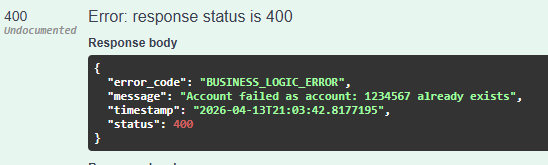 400
Undocumented
Error: response status is 400
Response body
{
"error_code": "BUSINESS_LOGIC_ERROR",
"message": "Account failed as account: 1234567 already exists",
"timestamp": "2026-04-13T21:03:42.8177195",
"status": 400
}